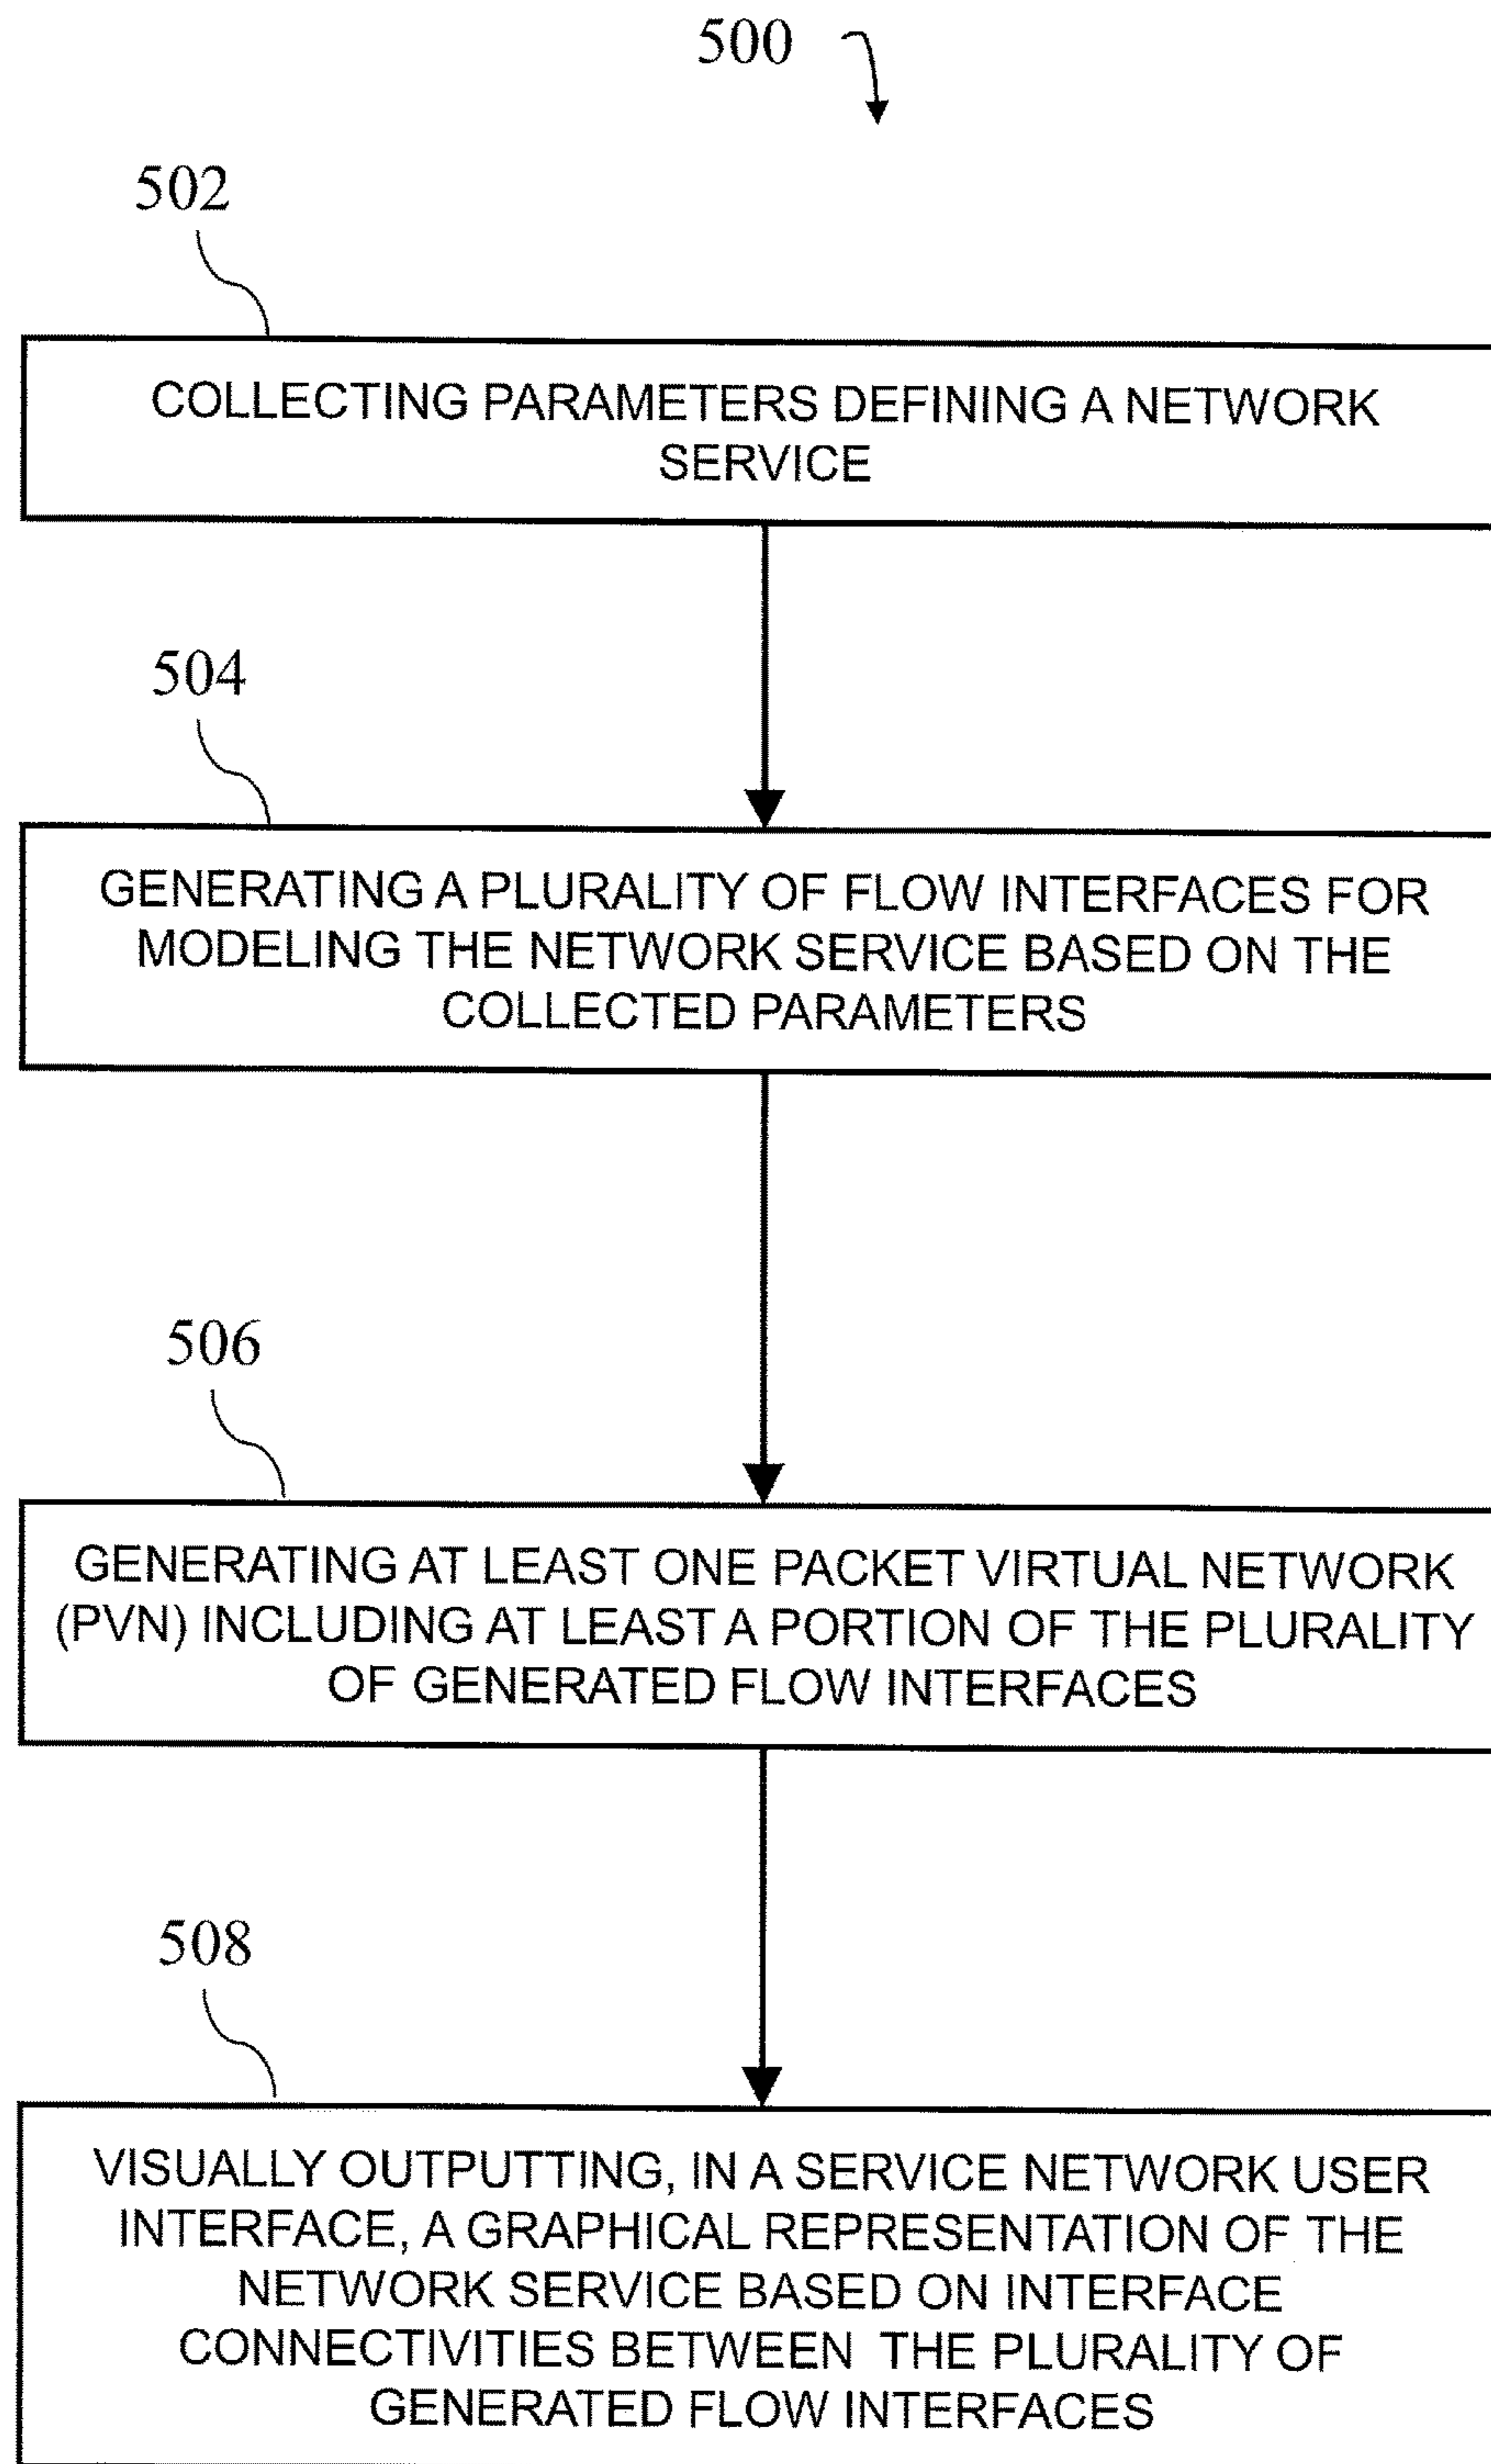 500
502
COLLECTING PARAMETERS DEFINING A NETWORK
SERVICE
504
GENERATING A PLURALITY OF FLOW INTERFACES FOR
MODELING THE NETWORK SERVICE BASED ON THE
COLLECTED PARAMETERS
506
GENERATING AT LEAST ONE PACKET VIRTUAL NETWORK
(PVN) INCLUDING AT LEAST A PORTION OF THE PLURALITY
OF GENERATED FLOW INTERFACES
508
VISUALLY OUTPUTTING, IN A SERVICE NETWORK USER
INTERFACE, A GRAPHICAL REPRESENTATION OF THE
NETWORK SERVICE BASED ON INTERFACE
CONNECTIVITIES BETWEEN THE PLURALITY OF
GENERATED FLOW INTERFACES